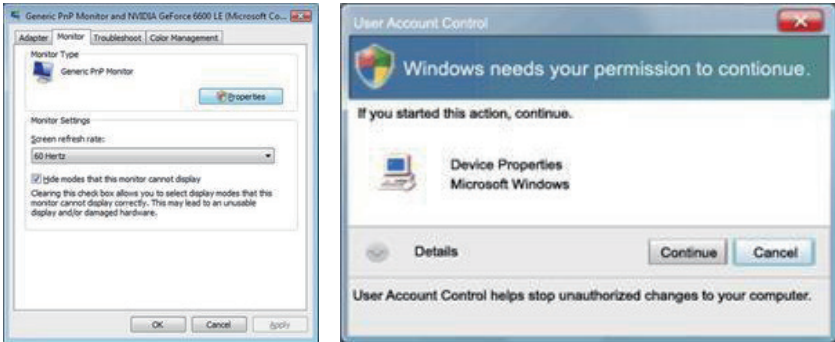 Generic PnP Monitor and NVIDIA GeForce 6600 LE (Microsoft Co...
Adapter Monitor Troubleshoot Color Management
Monitor Type
Generic PnP Monitor
Properties
Monitor Settings
Screen refresh rate:
60 Hertz
Hide modes that this monitor cannot display
Clearing this check box allows you to select display modes that this
monitor cannot display correctly. This may lead to an unusable
display and/or damaged hardware.
OK Cancel Apply
User Account Control
Windows needs your permission to contionue.
If you started this action, continue.
Device Properties
Microsoft Windows
Details Continue Cancel
User Account Control helps stop unauthorized changes to your computer.